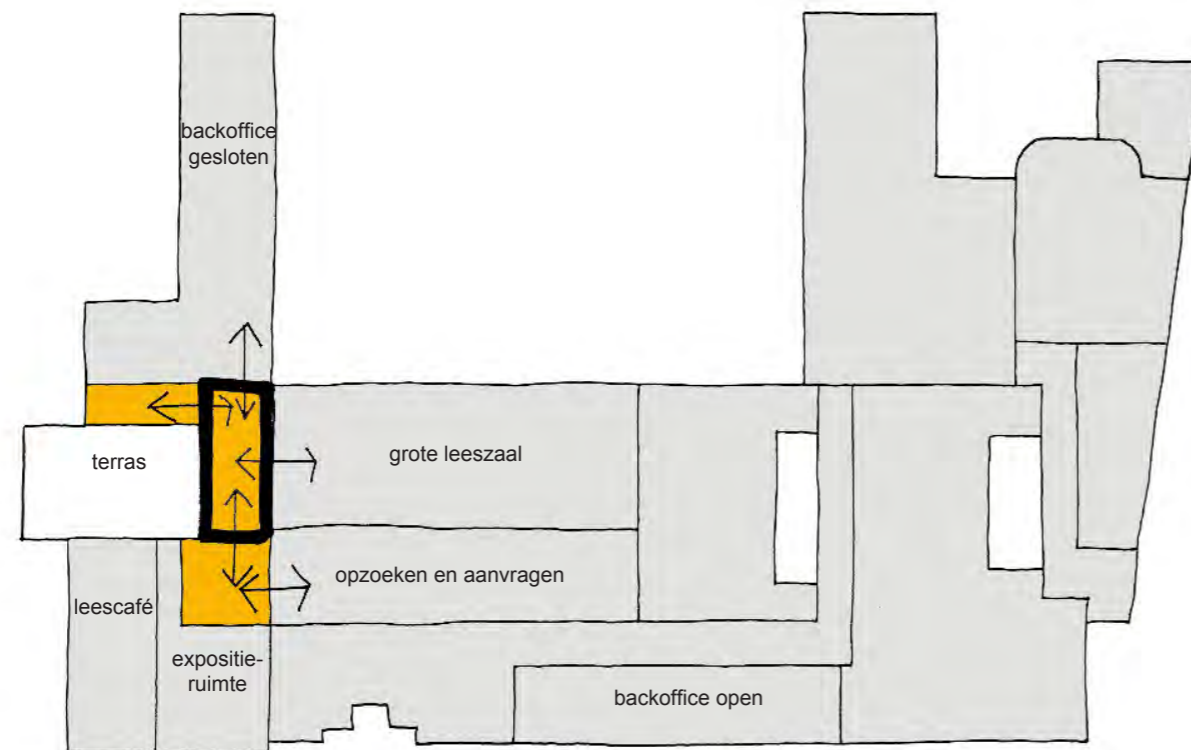 backoffice
gesloten
terras
grote leeszaal
opzoeken en aanvragen
leescafé
expositie-
ruimte
backoffice open